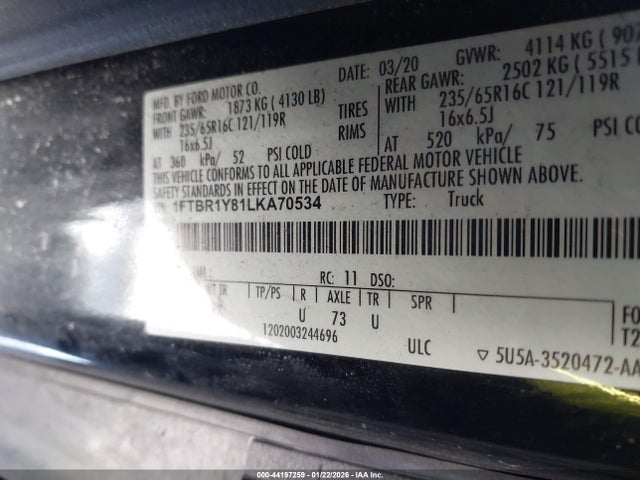 MFD. BY FORD MOTOR CO.
DATE: 03/20
GVWR: 4114 KG ( 907
FRONT GAWR: 1873 KG ( 4130 LB)
REAR GAWR: 2502 KG ( 5515
WITH 235/65R16C 121/119R TIRES
WITH 235/65R16C 121/119R
16x6.5J RIMS
16x6.5J
AT 360 kPa/ 52 PSI COLD
AT 520 kPa/ 75 PSI CO
THIS VEHICLE CONFORMS TO ALL APPLICABLE FEDERAL MOTOR VEHICLE
SAFETY STANDARDS IN EFFECT ON THE DATE OF MANUFACTURE SHOWN ABOVE.
1FTBR1Y81LKA70534
TYPE: Truck
RC: 11 DSO:
TR TP/PS R AXLE TR SPR
U 73 U
1202003244696
ULC
FO
T2
▽ 5U5A-3520472-AA
000-44197259 - 01/22/2026 - IAA Inc.